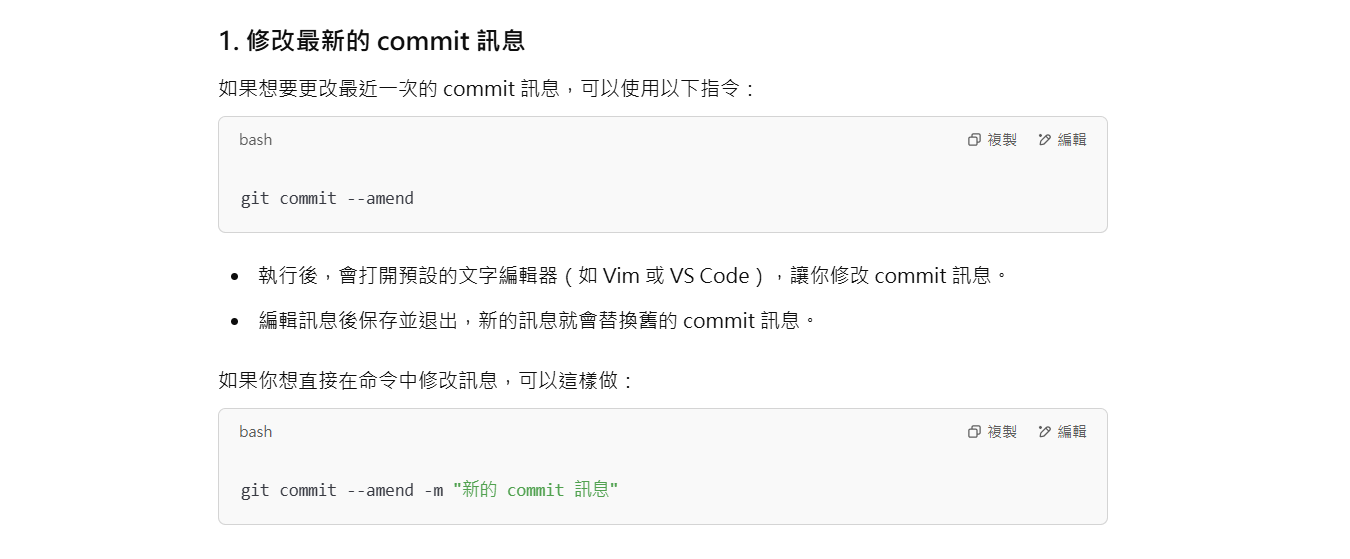 1. 修改最新的 commit 訊息
如果想要更改最近一次的 commit 訊息，可以使用以下指令：
bash
複製
編輯
git commit --amend
• 執行後，會打開預設的文字編輯器（如 Vim 或 VS Code），讓你修改 commit 訊息。
• 編輯訊息後保存並退出，新的訊息就會替換舊的 commit 訊息。
如果你想直接在命令中修改訊息，可以這樣做：
bash
複製
編輯
git commit --amend -m "新的 commit 訊息"